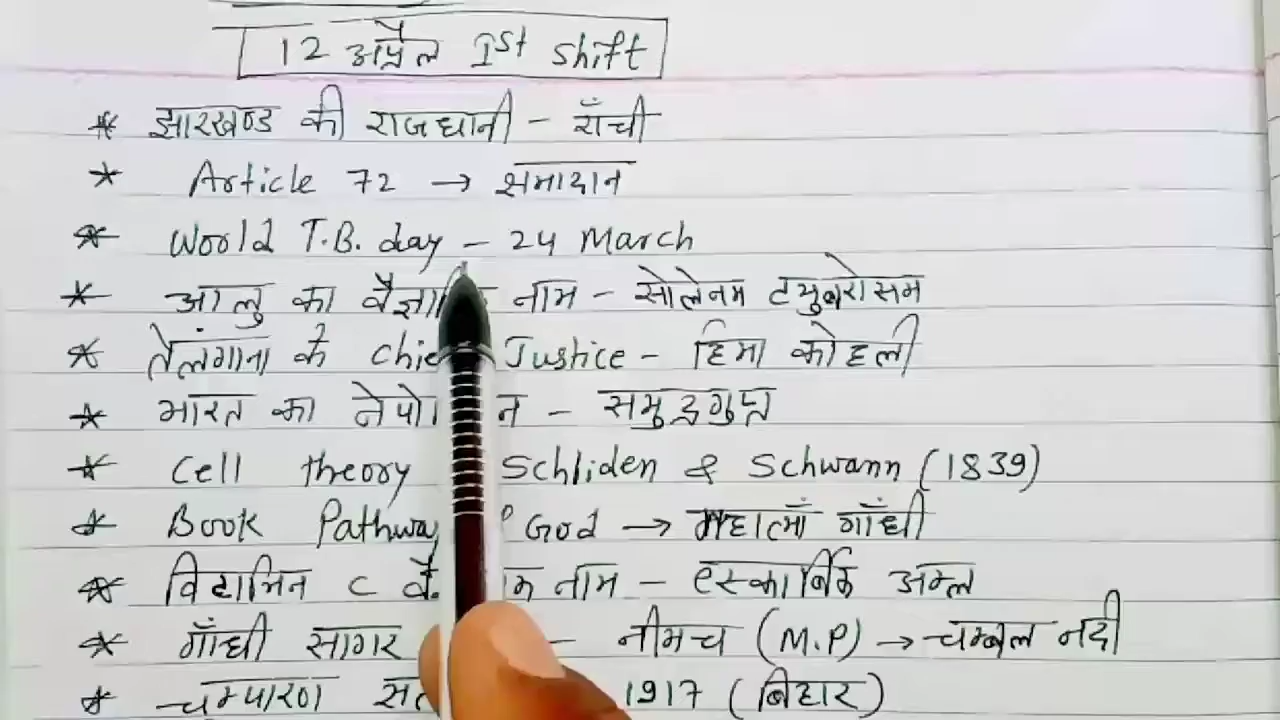 12 अप्रैल Ist shift
* झारखण्ड की राजधानी - राँची
* Article 72 → क्षमादान
* World T.B. day - 24 March
* आलु का नाम - सोलेनम ट्युबरोसम
* तेलंगाना के Justice - हिमा कोहली
* भारत का - समुद्रगुप्त
* Cell theory Schliden & Schwann (1839)
* Book God → महात्माँ गाँधी
* विटामिन C नाम - एस्कार्बिक अम्ल
* गाँधी सागर - नीमच (M.P) → चम्बल नदी
* चम्पारण 1917 (बिहार)